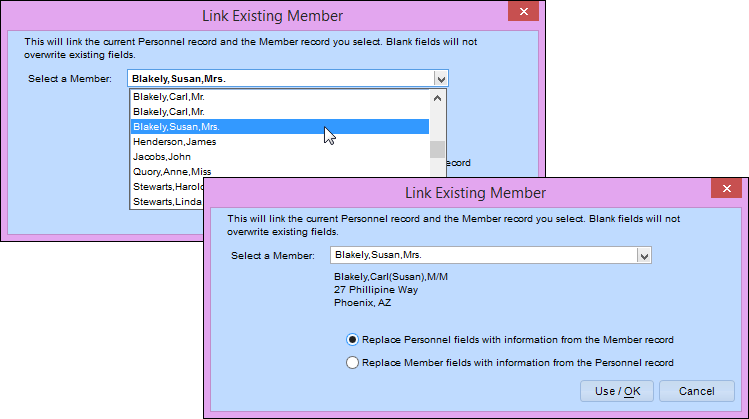 Link Existing Member
This will link the current Personnel record and the Member record you select. Blank fields will not
overwrite existing fields.
Select a Member: Blakely,Susan,Mrs.
Blakely,Carl,Mr.
Blakely,Carl,Mr.
Blakely,Susan,Mrs.
Henderson,James
Jacobs,John
Quory,Anne,Miss
Stewarts,Harold
Stewarts,Linda
ecord
Link Existing Member
This will link the current Personnel record and the Member record you select. Blank fields will not
overwrite existing fields.
Select a Member: Blakely,Susan,Mrs.
Blakely,Carl(Susan),M/M
27 Phillipine Way
Phoenix, AZ
Replace Personnel fields with information from the Member record
Replace Member fields with information from the Personnel record
Use / OK Cancel